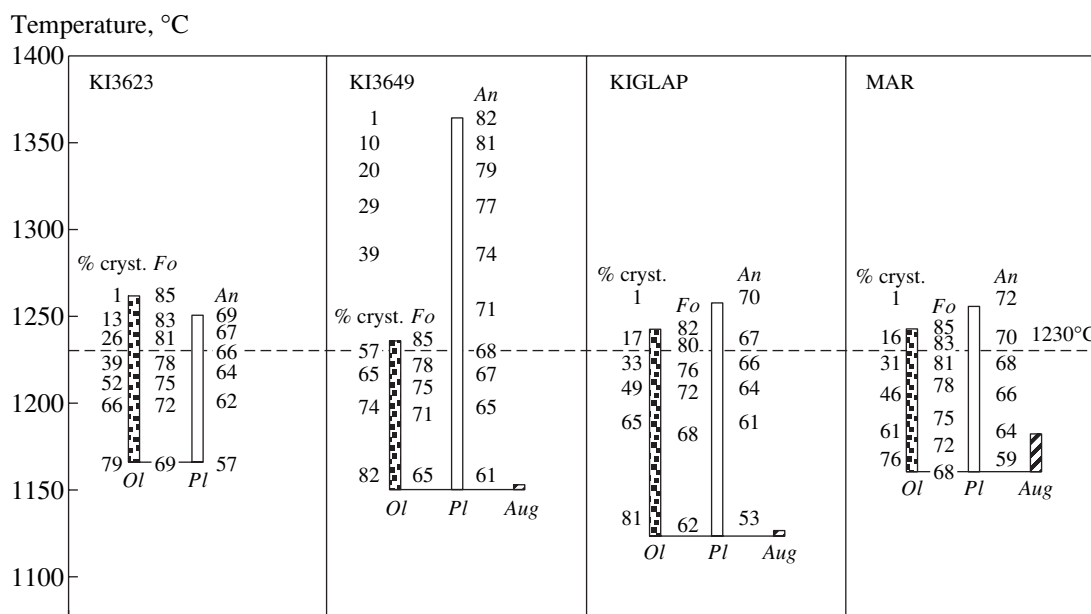 Temperature, °C
1400
1350
1300
1250
1200
1150
1100
KI3623
% cryst. Fo
1 85 An
13 83 69
26 81 67
66
39 78 64
52 75
66 72 62
79 69 57
Ol Pl
KI3649
An
1 82
10 81
20 79
29 77
39 74
71
% cryst. Fo
85
57 68
78
65 67
75
74 71 65
82 65 61
Ol Pl Aug
KIGLAP
% cryst. An
1 70
Fo
82
17 67
80
33 66
76
49 72 64
65 61
68
81 53
62
Ol Pl Aug
MAR
An
% cryst. 72
1 Fo
85
16 70
83
31 81 68
78
46 66
75
61 64
72
76 59
68
Ol Pl Aug
1230°C